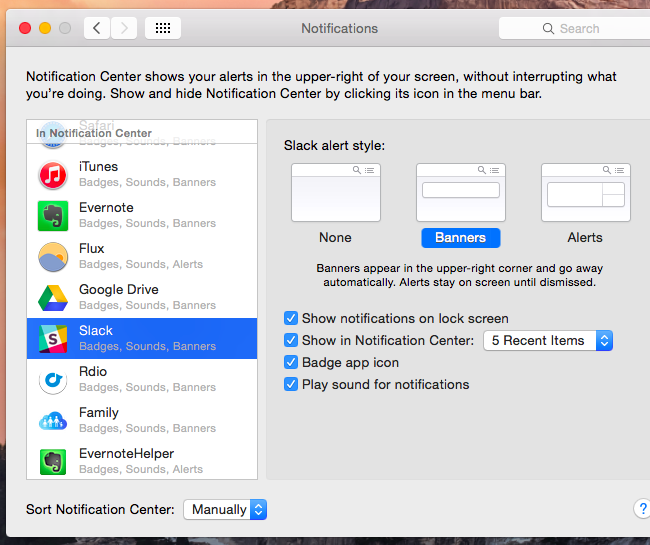 Notifications
Search
Notification Center shows your alerts in the upper-right of your screen, without interrupting what
you're doing. Show and hide Notification Center by clicking its icon in the menu bar.
Safari
In Notification Center
iTunes
Badges, Sounds, Banners
Evernote
Badges, Sounds, Banners
Flux
Badges, Sounds, Alerts
Google Drive
Badges, Sounds, Banners
Slack
Badges, Sounds, Banners
Rdio
Badges, Sounds, Banners
Family
Badges, Sounds, Banners
EvernoteHelper
Badges, Sounds, Alerts
Slack alert style:
None
Banners
Alerts
Banners appear in the upper-right corner and go away
automatically. Alerts stay on screen until dismissed.
Show notifications on lock screen
Show in Notification Center: 5 Recent Items
Badge app icon
Play sound for notifications
Sort Notification Center: Manually
?